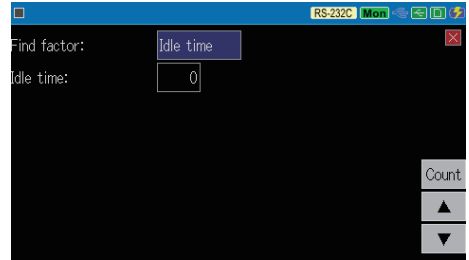 RS-232C Mon
Find factor: Idle time
Idle time: 0
Count